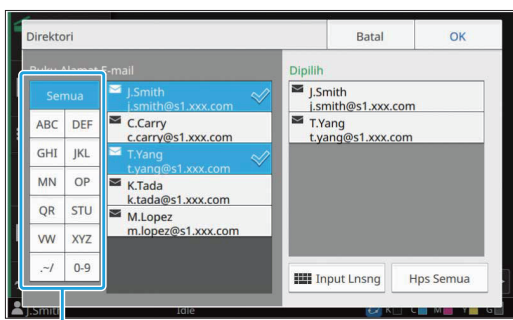 Direktori
Batal
OK
Buku Alamat E-mail
Dipilih
Semua
ABC DEF
GHI JKL
MN OP
QR STU
VW XYZ
.~/ 0-9
J.Smith
j.smith@s1.xxx.com
C.Carry
c.carry@s1.xxx.com
T.Yang
t.yang@s1.xxx.com
K.Tada
k.tada@s1.xxx.com
M.Lopez
m.lopez@s1.xxx.com
J.Smith
j.smith@s1.xxx.com
T.Yang
t.yang@s1.xxx.com
Input Lnsng
Hps Semua
J.Smith Idle K C M Y G